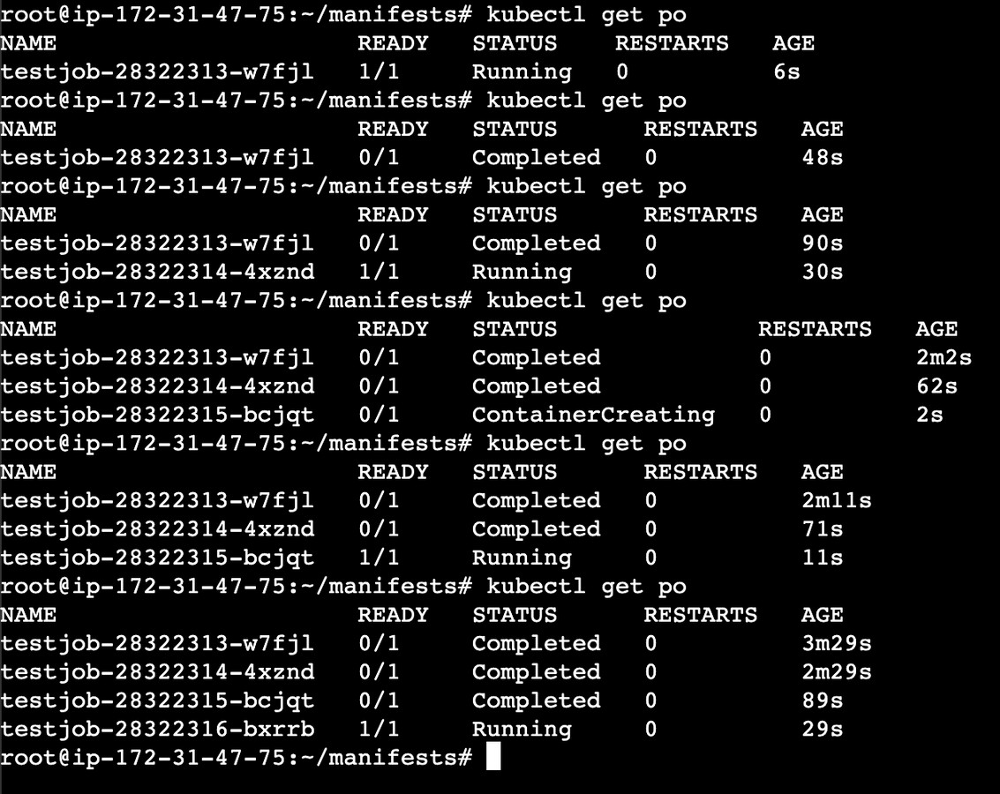 root@ip-172-31-47-75:~/manifests# kubectl get po
NAME                     READY   STATUS    RESTARTS   AGE
testjob-28322313-w7fjl   1/1     Running   0          6s
root@ip-172-31-47-75:~/manifests# kubectl get po
NAME                     READY   STATUS      RESTARTS   AGE
testjob-28322313-w7fjl   0/1     Completed   0          48s
root@ip-172-31-47-75:~/manifests# kubectl get po
NAME                     READY   STATUS      RESTARTS   AGE
testjob-28322313-w7fjl   0/1     Completed   0          90s
testjob-28322314-4xznd   1/1     Running     0          30s
root@ip-172-31-47-75:~/manifests# kubectl get po
NAME                     READY   STATUS              RESTARTS   AGE
testjob-28322313-w7fjl   0/1     Completed           0          2m2s
testjob-28322314-4xznd   0/1     Completed           0          62s
testjob-28322315-bcjqt   0/1     ContainerCreating   0          2s
root@ip-172-31-47-75:~/manifests# kubectl get po
NAME                     READY   STATUS      RESTARTS   AGE
testjob-28322313-w7fjl   0/1     Completed   0          2m11s
testjob-28322314-4xznd   0/1     Completed   0          71s
testjob-28322315-bcjqt   1/1     Running     0          11s
root@ip-172-31-47-75:~/manifests# kubectl get po
NAME                     READY   STATUS      RESTARTS   AGE
testjob-28322313-w7fjl   0/1     Completed   0          3m29s
testjob-28322314-4xznd   0/1     Completed   0          2m29s
testjob-28322315-bcjqt   0/1     Completed   0          89s
testjob-28322316-bxrrb   1/1     Running     0          29s
root@ip-172-31-47-75:~/manifests#